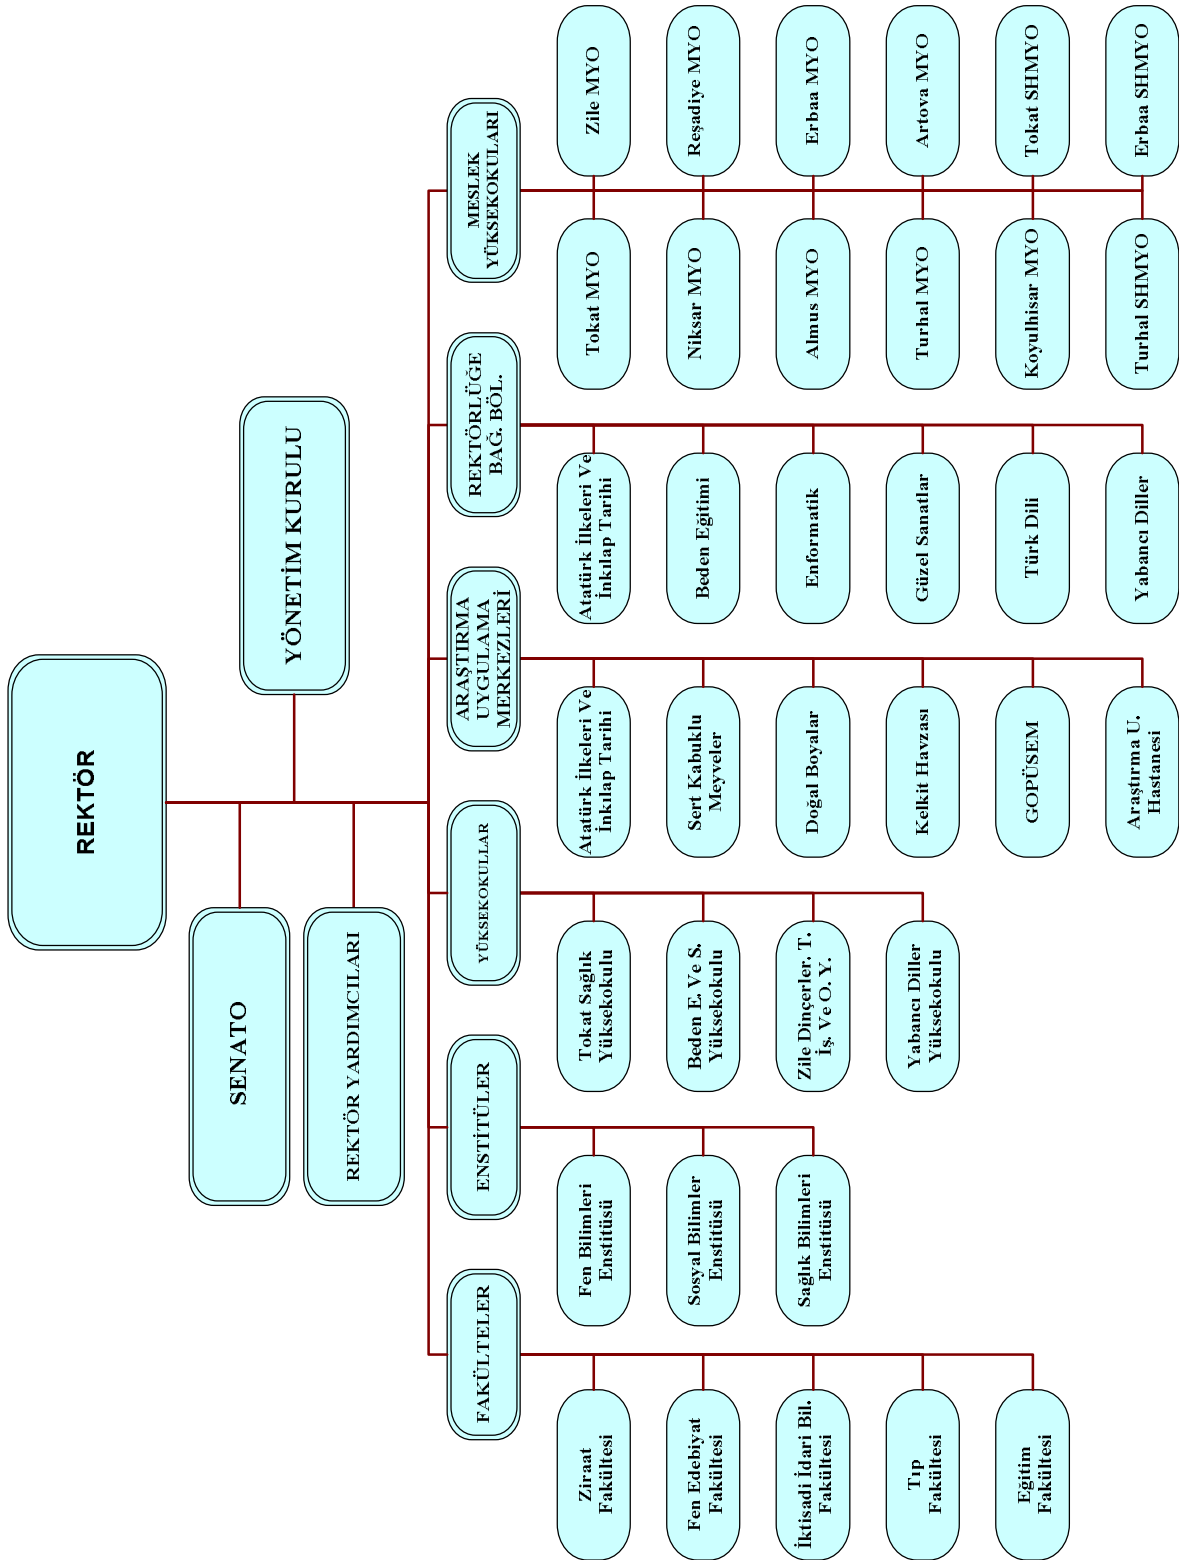 REKTÖR
SENATO
YÖNETİM KURULU
REKTÖR YARDIMCILARI
FAKÜLTELER
Ziraat
Fakültesi
Fen Edebiyat
Fakültesi
İktisadi İdari Bil.
Fakültesi
Tıp
Fakültesi
Eğitim
Fakültesi
ENSTİTÜLER
Fen Bilimleri
Enstitüsü
Sosyal Bilimler
Enstitüsü
Sağlık Bilimleri
Enstitüsü
YÜKSEKOKULLAR
Tokat Sağlık
Yüksekokulu
Beden E. Ve S.
Yüksekokulu
Zile Dinçerler. T.
İş. Ve O. Y.
Yabancı Diller
Yüksekokulu
ARAŞTIRMA
UYGULAMA
MERKEZLERİ
Atatürk İlkeleri Ve
İnkılap Tarihi
Sert Kabuklu
Meyveler
Doğal Boyalar
Kelkit Havzası
GOPÜSEM
Araştırma U.
Hastanesi
REKTÖRLÜĞE
BAĞ. BÖL.
Atatürk İlkeleri Ve
İnkılap Tarihi
Beden Eğitimi
Enformatik
Güzel Sanatlar
Türk Dili
Yabancı Diller
MESLEK
YÜKSEKOKULARI
Tokat MYO
Zile MYO
Niksar MYO
Reşadiye MYO
Almus MYO
Erbaa MYO
Turhal MYO
Artova MYO
Koyulhisar MYO
Tokat SHMYO
Turhal SHMYO
Erbaa SHMYO